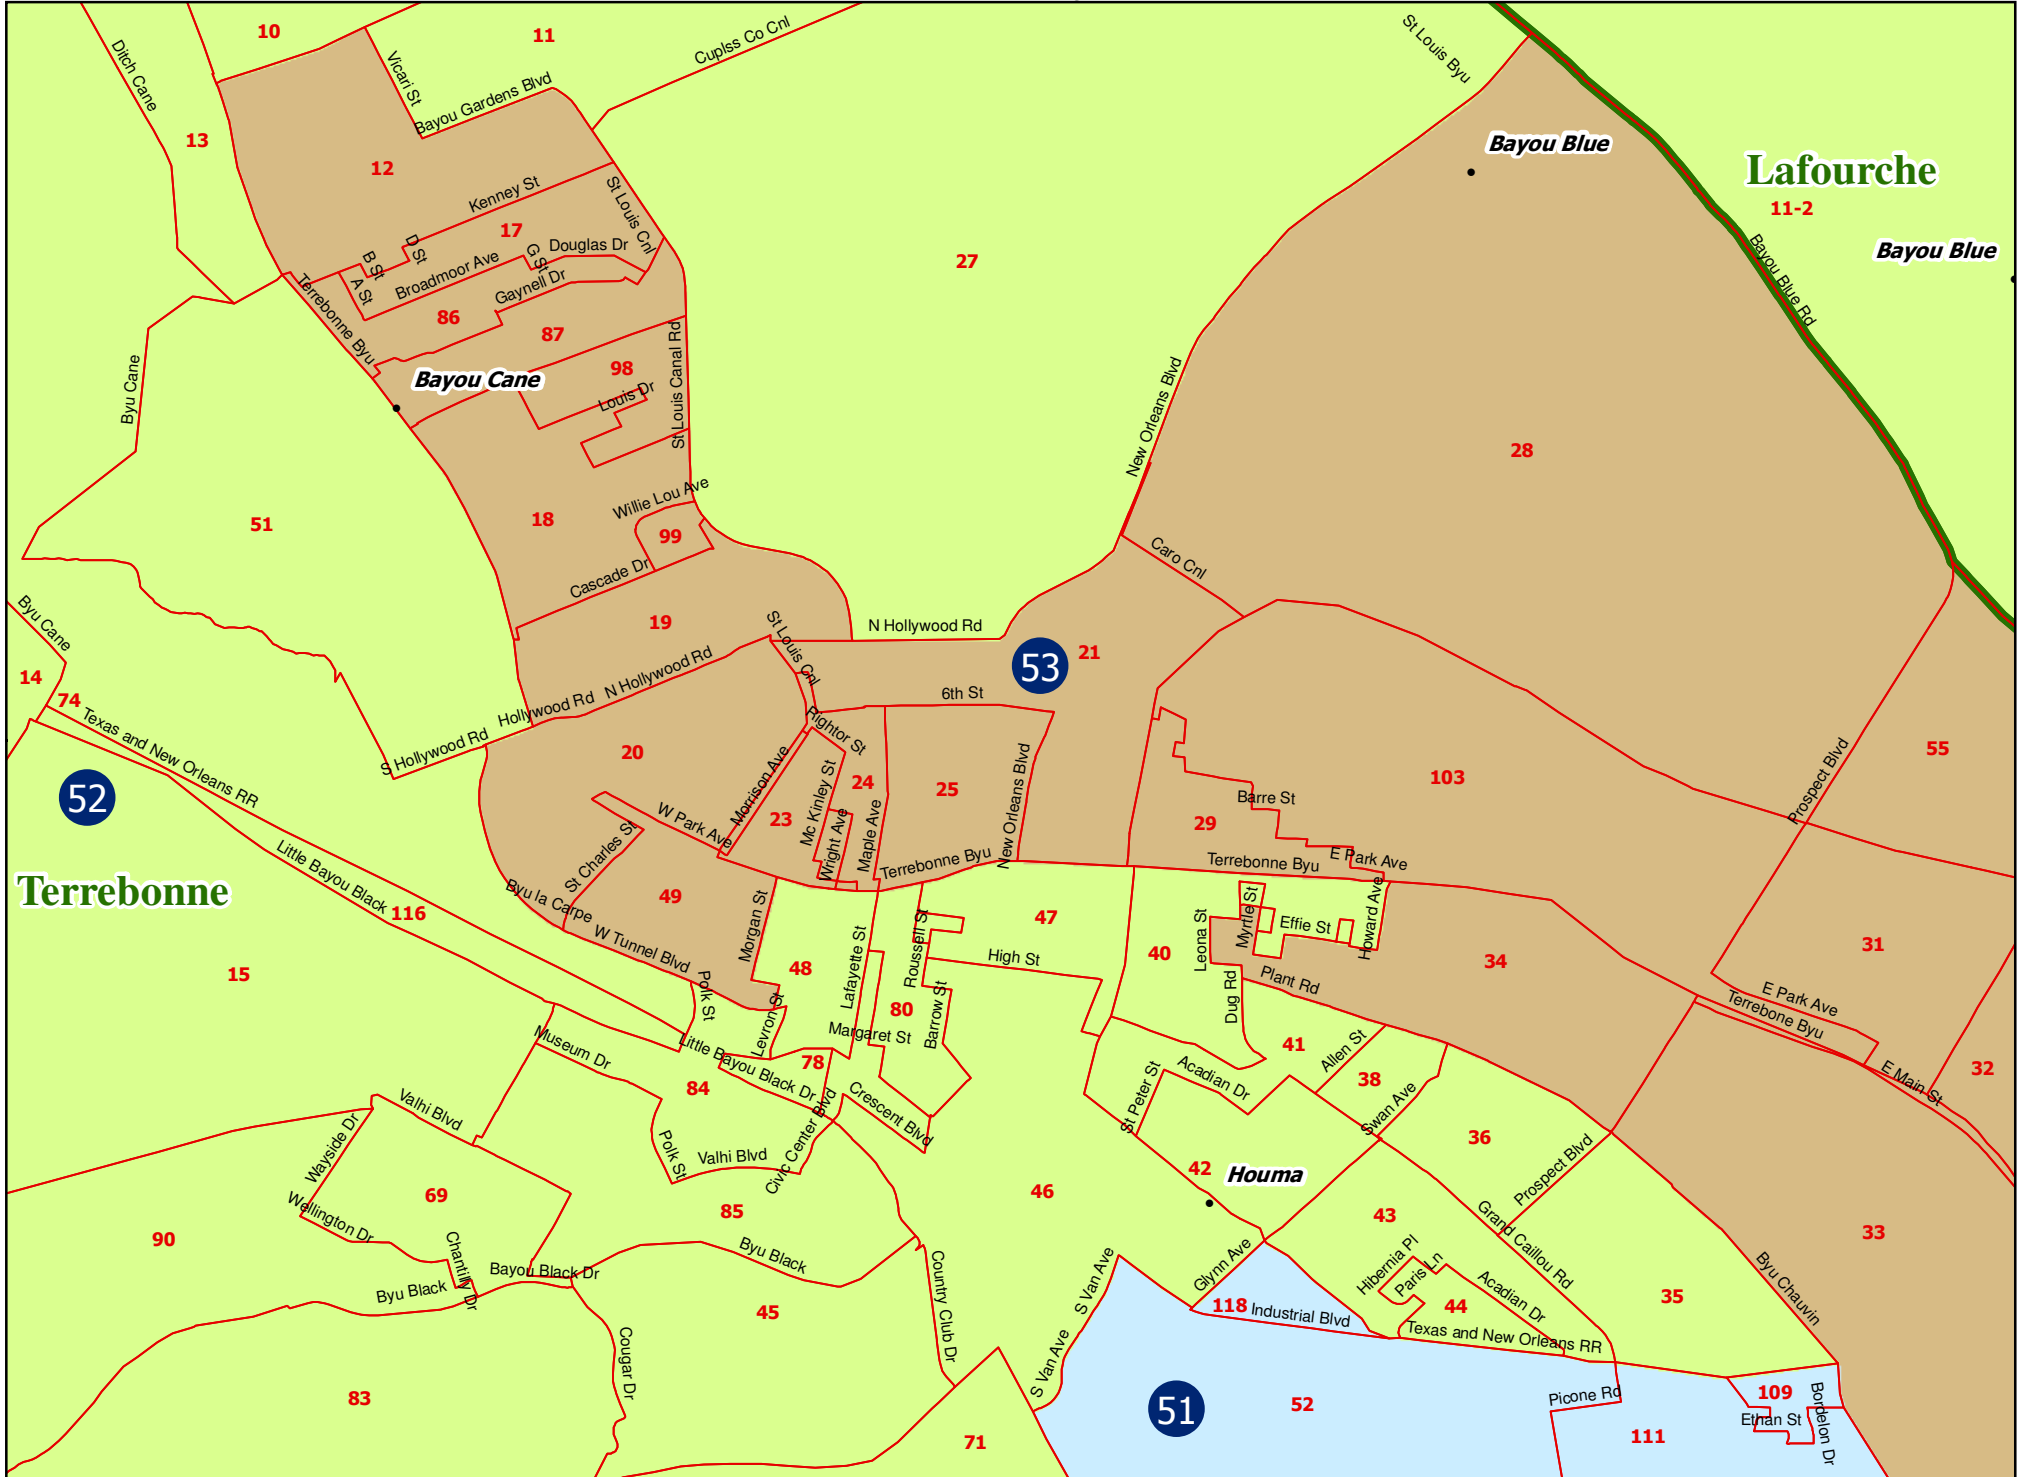 10
11
Ditch Cane
Vicari St
Cuplss Co Cnl
St Louis Byu
Bayou Gardens Blvd
13
12
Bayou Blue
Lafourche
11-2
Bayou Blue
Kenney St
St Louis Cnl
17
D St
B St
G St
Douglas Dr
A St
Broadmoor Ave
Gaynell Dr
Terrebonne Byu
27
Bayou Blue Rd
86
87
Byu Cane
Bayou Cane
98
Louis Dr
St Louis Canal Rd
New Orleans Blvd
28
51
18
Willie Lou Ave
99
Cascade Dr
Caro Cnl
Byu Cane
19
St Louis Cnl
N Hollywood Rd
53
21
14
74
N Hollywood Rd
Hollywood Rd
S Hollywood Rd
6th St
Texas and New Orleans RR
Rightor St
20
Morrison Ave
Mc Kinley St
24
25
New Orleans Blvd
103
55
Prospect Blvd
52
W Park Ave
23
Wright Ave
Maple Ave
Barre St
29
E Park Ave
Terrebonne Byu
Terrebonne Byu
Little Bayou Black
Terrebonne
116
St Charles St
Byu la Carpe
49
Morgan St
W Tunnel Blvd
47
Roussell St
Lafayette St
High St
40
Leona St
Myrtle St
Effie St
Howard Ave
34
31
15
48
Polk St
Levron St
80
Barrow St
Margaret St
Dug Rd
Plant Rd
E Park Ave
Terrebone Byu
Museum Dr
Little Bayou Black Dr
78
84
41
Allen St
38
32
E Main St
Acadian Dr
St Peter St
Swan Ave
Valhi Blvd
Wayside Dr
Crescent Blvd
Polk St
Valhi Blvd
Civic Center Blvd
36
Prospect Blvd
42
Houma
69
85
46
43
Grand Caillou Rd
33
Wellington Dr
90
Chantilly Dr
Bayou Black Dr
Byu Black
Byu Black
Country Club Dr
S Van Ave
Glynn Ave
Hibernia Pl
Paris Ln
Acadian Dr
44
35
Byu Chauvin
45
118
Industrial Blvd
Texas and New Orleans RR
S Van Ave
Cougar Dr
83
51
52
Picone Rd
109
Ethan St
Bordelon Dr
71
111